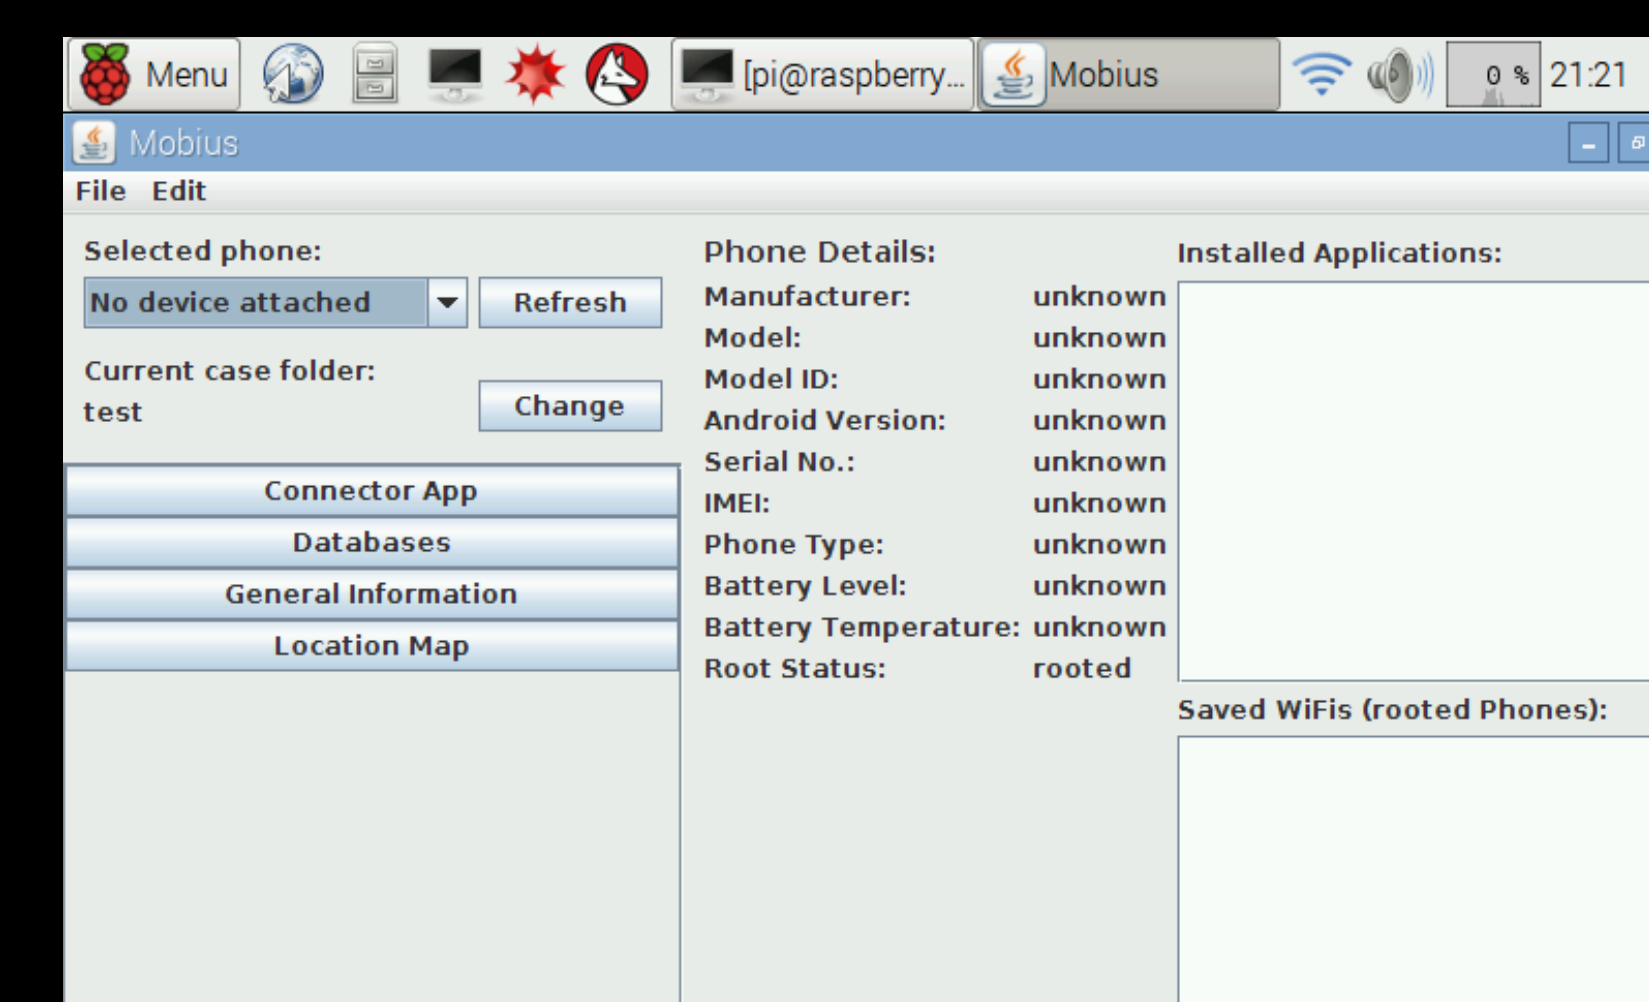 Menu [pi@raspberry... Mobius 0 % 21:21
Mobius
File Edit
Selected phone:
No device attached Refresh
Current case folder:
test Change
Connector App
Databases
General Information
Location Map
Phone Details:
Manufacturer: unknown
Model: unknown
Model ID: unknown
Android Version: unknown
Serial No.: unknown
IMEI: unknown
Phone Type: unknown
Battery Level: unknown
Battery Temperature: unknown
Root Status: rooted
Installed Applications:
Saved WiFis (rooted Phones):